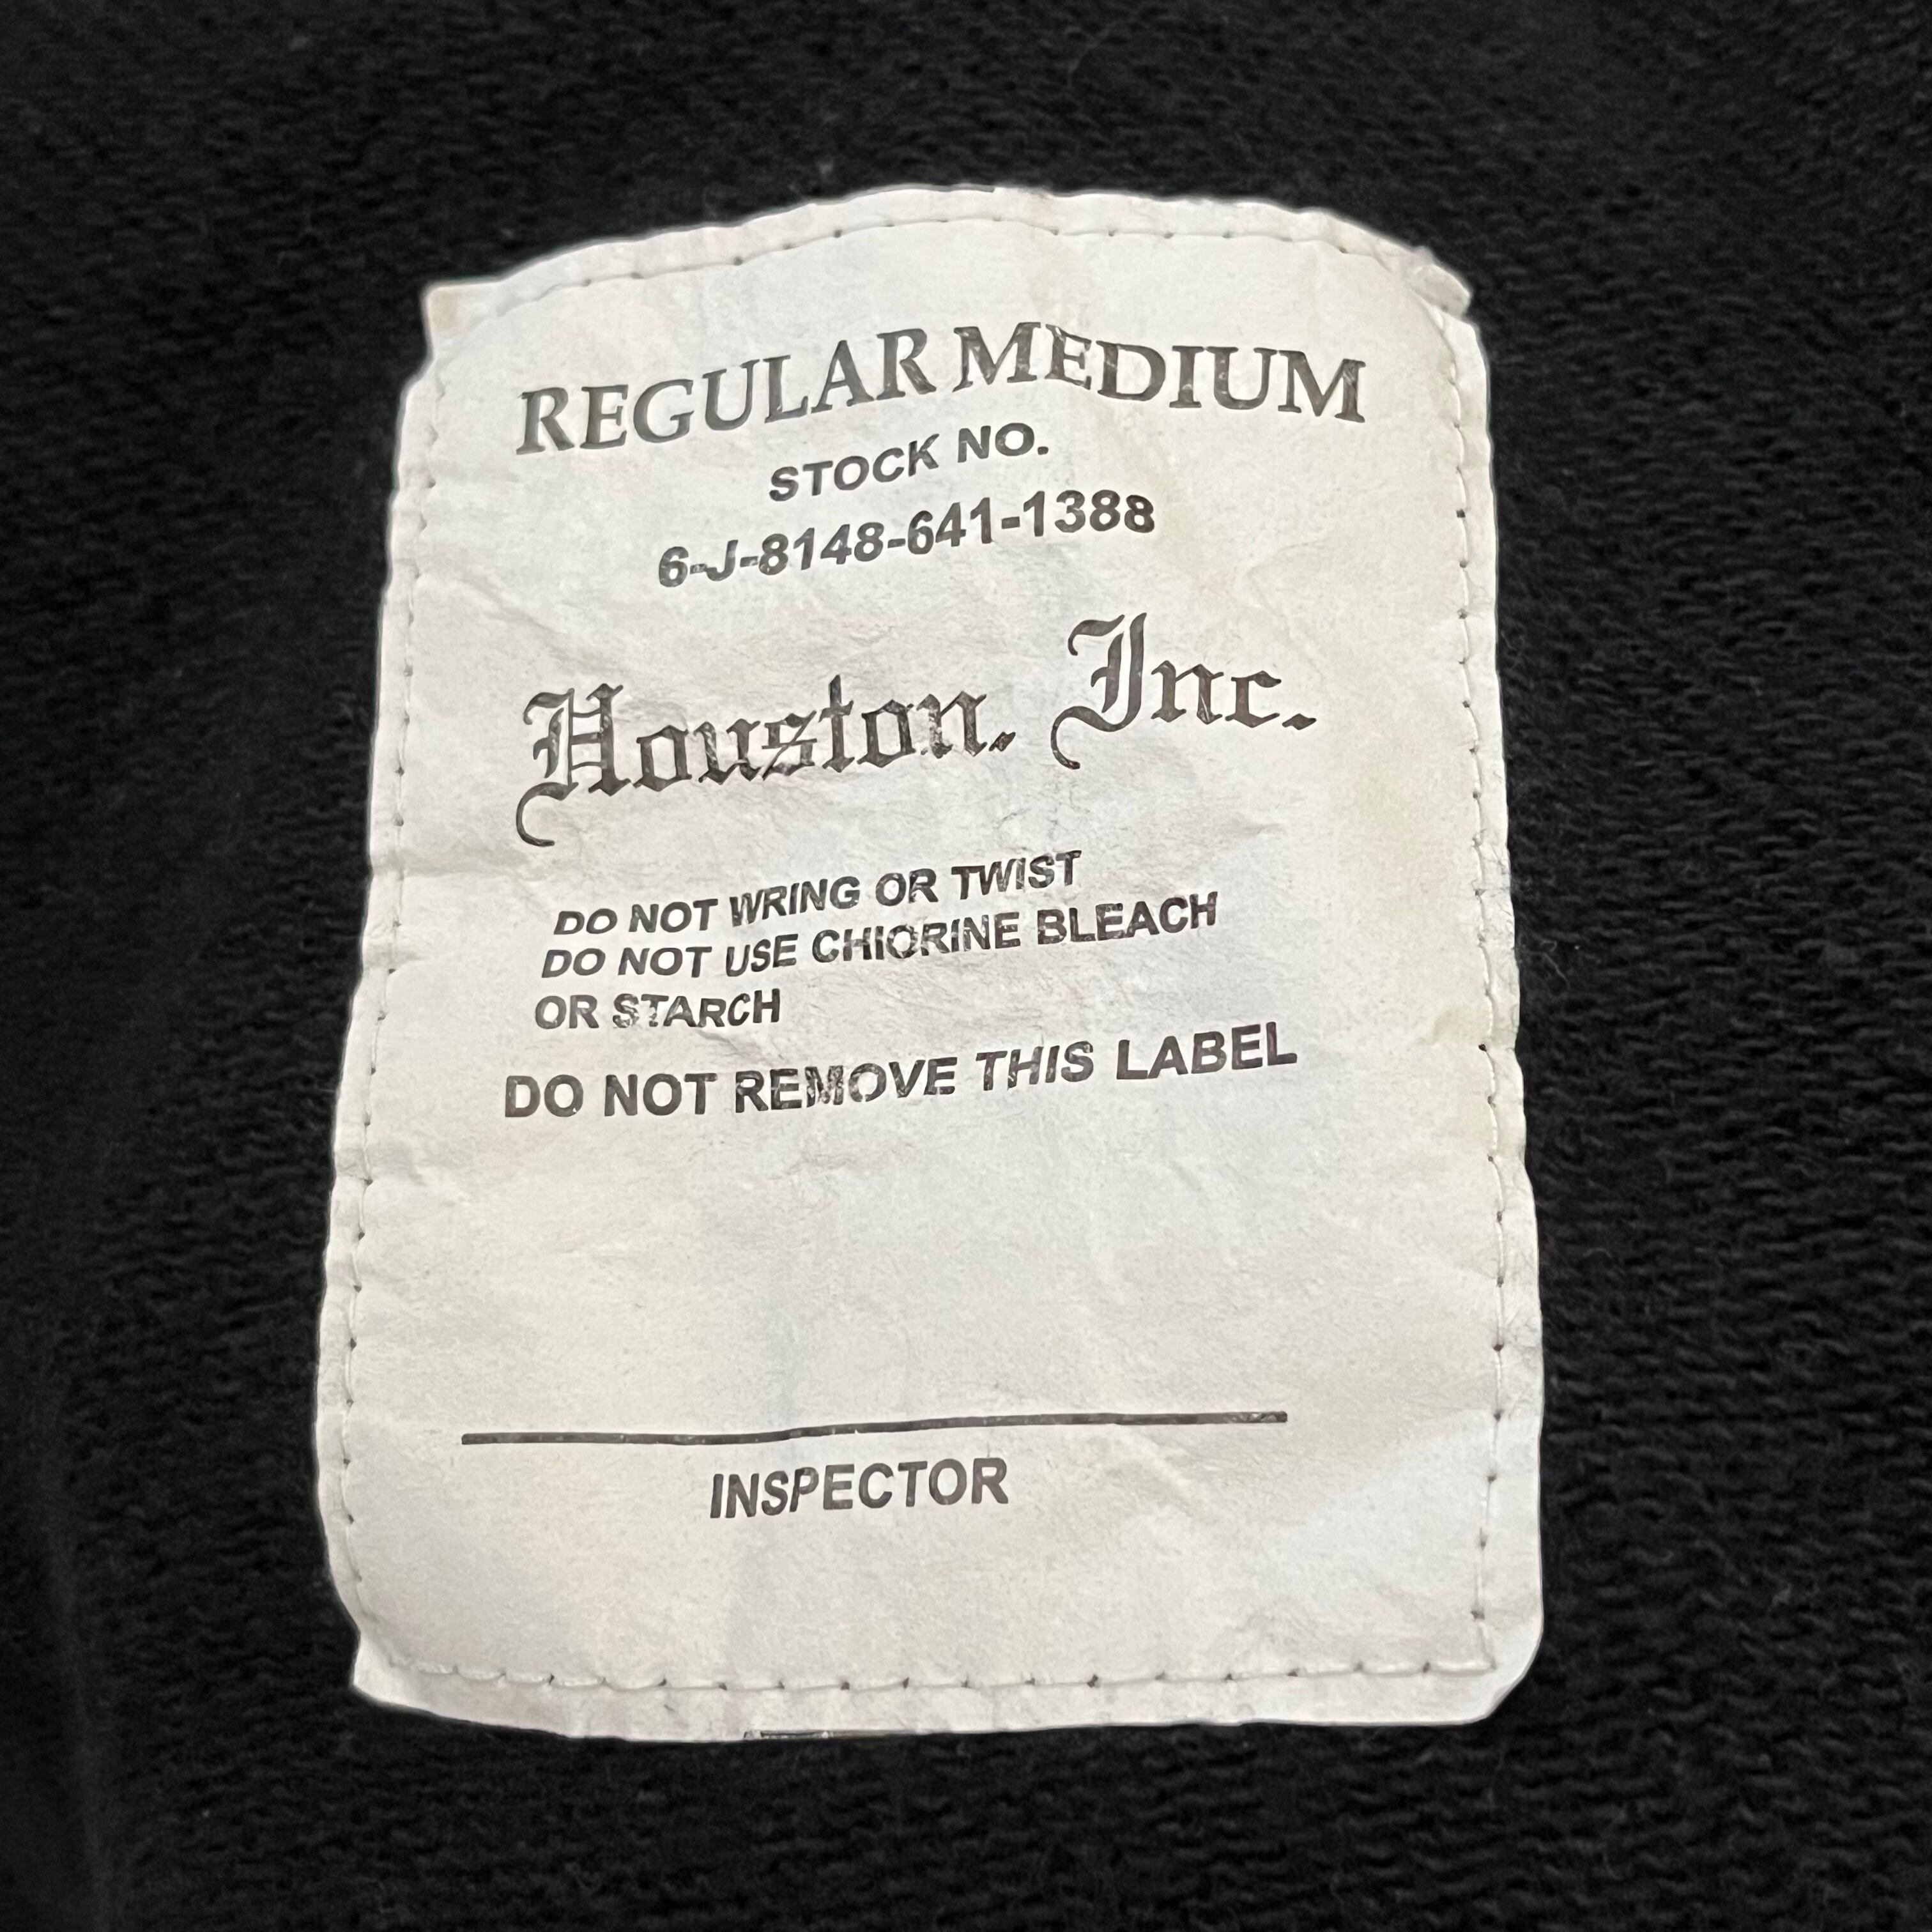 REGULAR MEDIUM
STOCK NO.
6-J-8148-641-1388
Houston. Inc.
DO NOT WRING OR TWIST
DO NOT USE CHIORINE BLEACH
OR STARCH
DO NOT REMOVE THIS LABEL
INSPECTOR